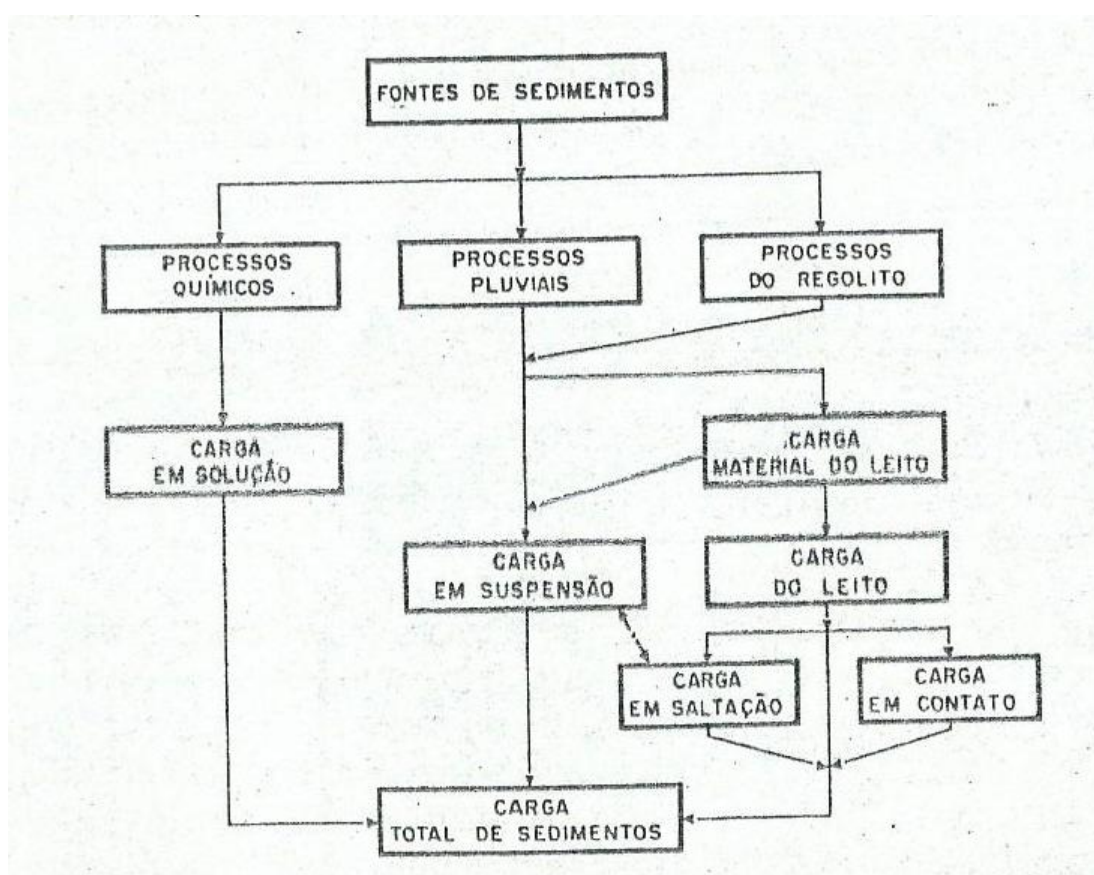 FONTES DE SEDIMENTOS
PROCESSOS
QUÍMICOS
PROCESSOS
PLUVIAIS
PROCESSOS
DO REGOLITO
CARGA
EM SOLUÇÃO
CARGA
MATERIAL DO LEITO
CARGA
EM SUSPENSÃO
CARGA
DO LEITO
CARGA
EM SALTAÇÃO
CARGA
EM CONTATO
CARGA
TOTAL DE SEDIMENTOS